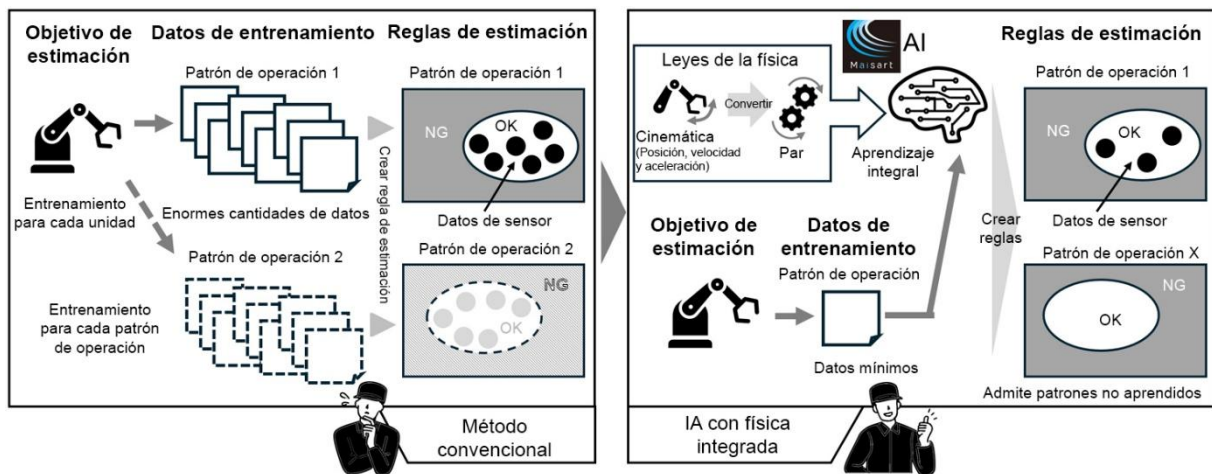 Objetivo de
estimación
Datos de entrenamiento
Reglas de estimación
Patrón de operación 1
Patrón de operación 1
NG
OK
Entrenamiento
para cada unidad
Enormes cantidades de datos
Datos de sensor
Crear regla de estimación
Patrón de operación 2
Patrón de operación 2
NG
OK
Entrenamiento
para cada patrón
de operación
Método
convencional
Leyes de la física
Convertir
Cinemática
(Posición, velocidad
y aceleración)
Par
Maisart
AI
Aprendizaje
integral
Objetivo de
estimación
Datos de
entrenamiento
Patrón de operación
Datos mínimos
Crear
reglas
Reglas de estimación
Patrón de operación 1
NG
OK
Datos de sensor
Patrón de operación X
NG
OK
Admite patrones no aprendidos
IA con física
integrada